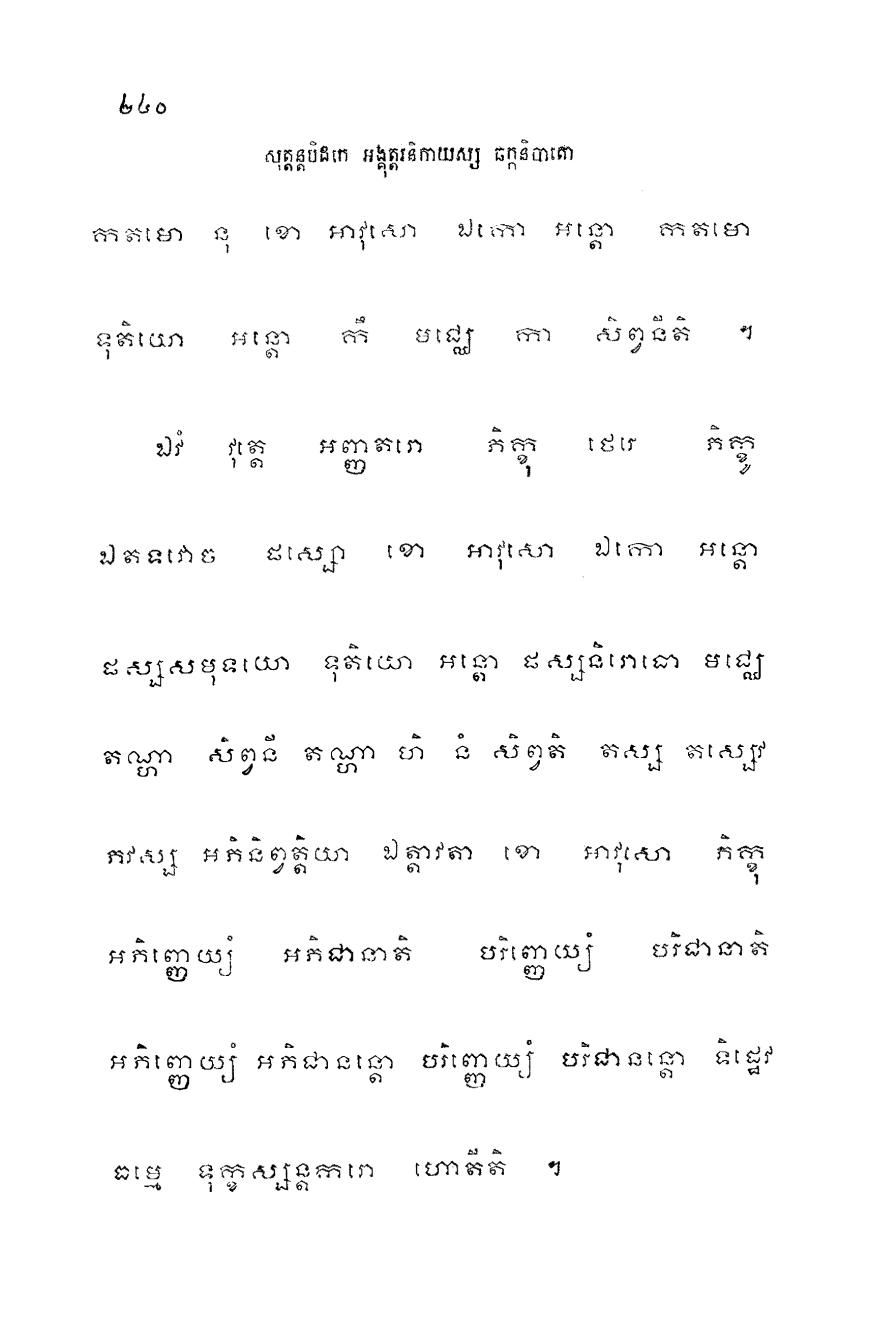 ២៤០
សុត្តន្តបិដកេ អង្គុត្តរនិកាយស្ស ឆក្កនិបាតោ
កតមោ នុ ខោ អាវុសោ ឯកោ អន្តោ កតមោ
ទុតិយោ អន្តោ កឹ មជ្ឈេ កា សិព្វនីតិ ។
ឯវំ វុត្តេ អញ្ញតរោ ភិក្ខុ ថេរេ ភិក្ខូ
ឯតទវោច ផស្សោ ខោ អាវុសោ ឯកោ អន្តោ
ផស្សសមុទយោ ទុតិយោ អន្តោ ផស្សនិរោធោ មជ្ឈេ
តណ្ហា សិព្វនី តណ្ហា ហិ នំ សិព្វតិ តស្ស តស្សេវ
ភវស្ស អភិនិព្វត្តិយា ឯត្តាវតា ខោ អាវុសោ ភិក្ខុ
អភិញ្ញេយ្យំ អភិជានាតិ បរិញ្ញេយ្យំ បរិជានាតិ
អភិញ្ញេយ្យំ អភិជានន្តោ បរិញ្ញេយ្យំ បរិជានន្តោ ទិដ្ឋេវ
ធម្មេ ទុក្ខស្សន្តករោ ហោតីតិ ។